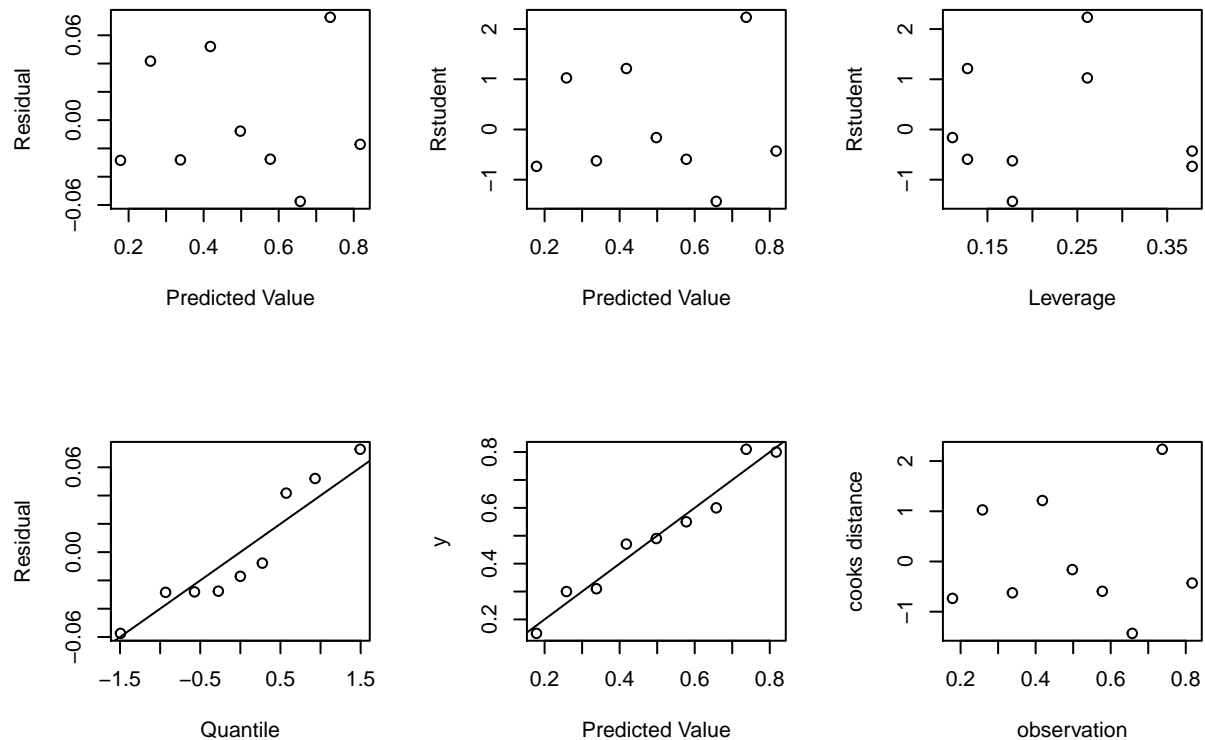 Residual
0.06
0.00
−0.06
0.2 0.4 0.6 0.8
Predicted Value
Rstudent
2
1
0
−1
0.2 0.4 0.6 0.8
Predicted Value
Rstudent
2
1
0
−1
0.15 0.25 0.35
Leverage
Residual
0.06
0.00
−0.06
−1.5 −0.5 0.5 1.5
Quantile
y
0.8
0.6
0.4
0.2
0.2 0.4 0.6 0.8
Predicted Value
cooks distance
2
1
0
−1
0.2 0.4 0.6 0.8
observation